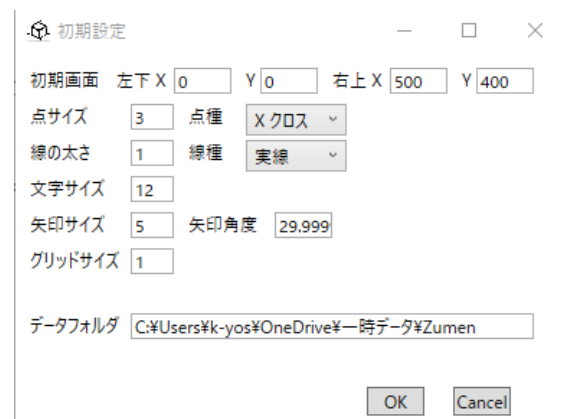 初期設定
初期画面 左下 X 0 Y 0 右上 X 500 Y 400
点サイズ 3 点種 X クロス
線の太さ 1 線種 実線
文字サイズ 12
矢印サイズ 5 矢印角度 29.999
グリッドサイズ 1
データフォルダ C:¥Users¥k-yos¥OneDrive¥一時データ¥Zumen
OK Cancel